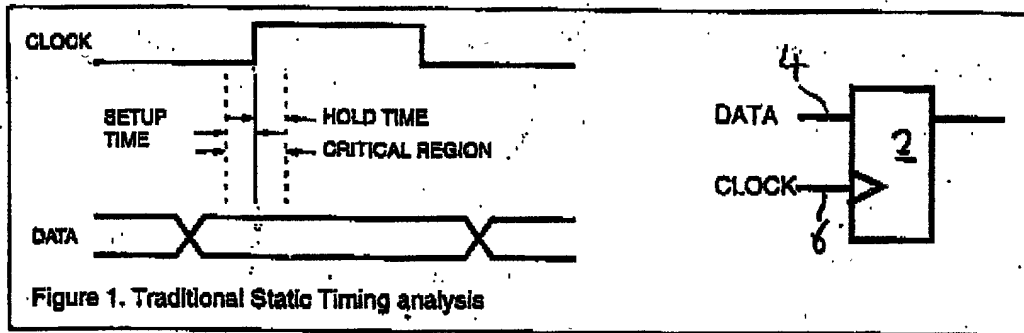 CLOCK
SETUP
TIME
HOLD TIME
CRITICAL REGION
DATA
4
DATA
2
CLOCK
6
Figure 1. Traditional Static Timing analysis